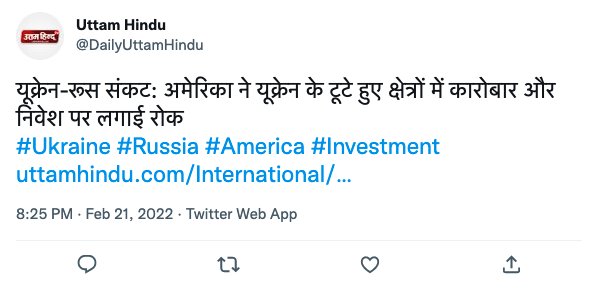 उत्तम हिन्दू
Uttam Hindu
@DailyUttamHindu
यूक्रेन-रूस संकट: अमेरिका ने यूक्रेन के टूटे हुए क्षेत्रों में कारोबार और
निवेश पर लगाई रोक
#Ukraine #Russia #America #Investment
uttamhindu.com/International/…
8:25 PM · Feb 21, 2022 · Twitter Web App